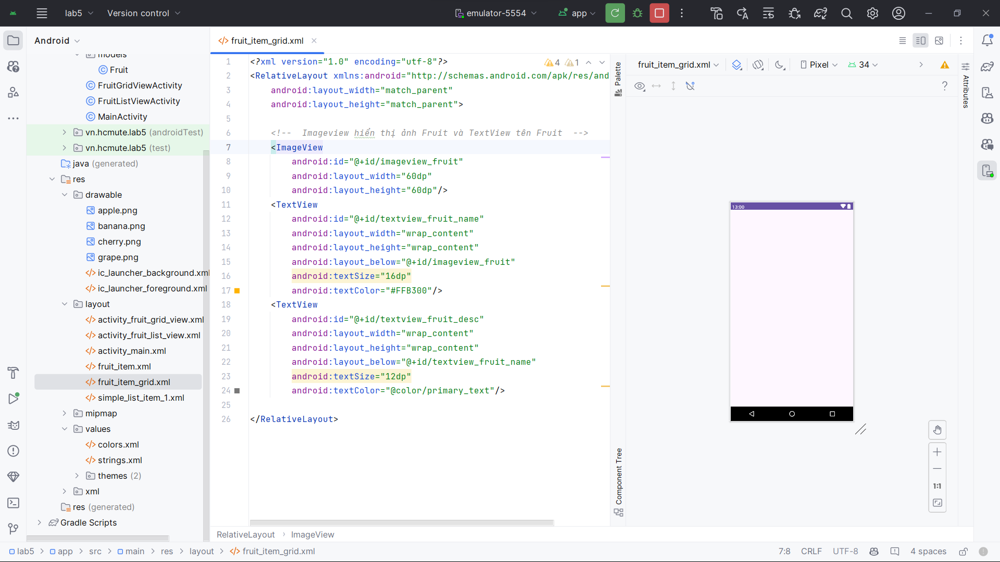 lab5
Version control
emulator-5554
app
Android
fruit_item_grid.xml
models
Fruit
FruitGridViewActivity
FruitListViewActivity
MainActivity
vn.hcmute.lab5 (androidTest)
vn.hcmute.lab5 (test)
java (generated)
res
drawable
apple.png
banana.png
cherry.png
grape.png
ic_launcher_background.xml
ic_launcher_foreground.xml
layout
activity_fruit_grid_view.xml
activity_fruit_list_view.xml
activity_main.xml
fruit_item.xml
fruit_item_grid.xml
simple_list_item_1.xml
mipmap
values
colors.xml
strings.xml
themes (2)
xml
res (generated)
Gradle Scripts
4 1
1 <?xml version="1.0" encoding="utf-8"?>
2 <RelativeLayout xmlns:android="http://schemas.android.com/apk/res/and
3 android:layout_width="match_parent"
4 android:layout_height="match_parent">
5
6 <!--  Imageview hiển thị ảnh Fruit và TextView tên Fruit  -->
7 <ImageView
8 android:id="@+id/imageview_fruit"
9 android:layout_width="60dp"
10 android:layout_height="60dp"/>
11 <TextView
12 android:id="@+id/textview_fruit_name"
13 android:layout_width="wrap_content"
14 android:layout_height="wrap_content"
15 android:layout_below="@+id/imageview_fruit"
16 android:textSize="16dp"
17 android:textColor="#FFB300"/>
18 <TextView
19 android:id="@+id/textview_fruit_desc"
20 android:layout_width="wrap_content"
21 android:layout_height="wrap_content"
22 android:layout_below="@+id/textview_fruit_name"
23 android:textSize="12dp"
24 android:textColor="@color/primary_text"/>
25
26 </RelativeLayout>
RelativeLayout › ImageView
Palette
Component Tree
fruit_item_grid.xml
Pixel
34
?
Attributes
13:00
1:1
lab5 > app > src > main > res > layout > fruit_item_grid.xml
7:8 CRLF UTF-8 4 spaces